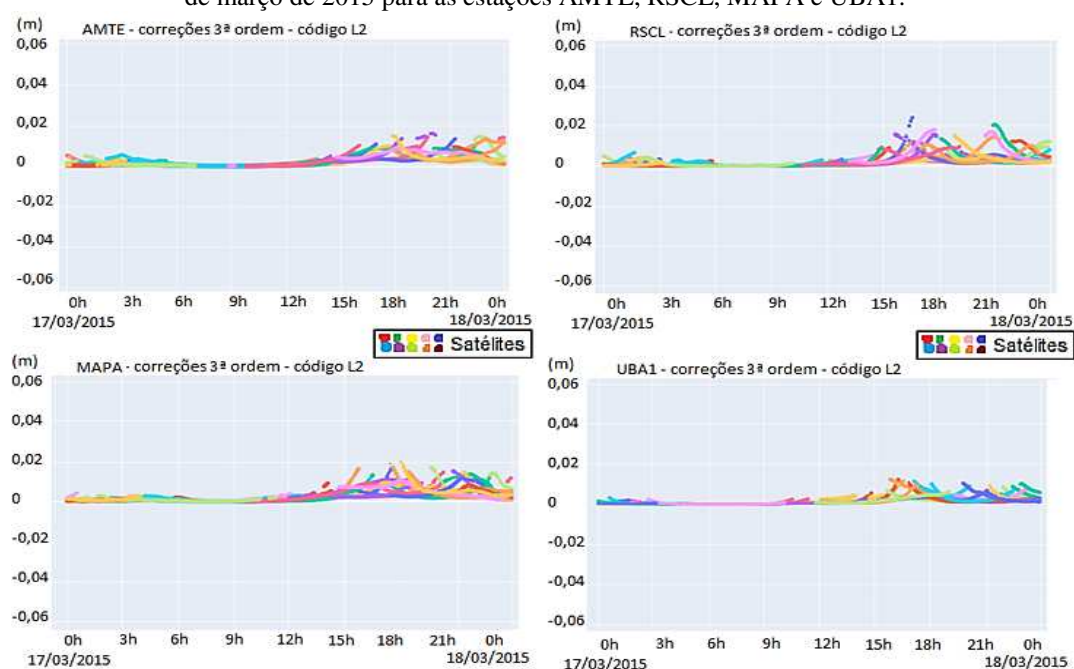 de março de 2015 para as estações AMTE, RSCL, MAPA e UBA1.
(m)
AMTE - correções 3ª ordem - código L2
0,06
0,04
0,02
0
-0,02
-0,04
-0,06
0h 3h 6h 9h 12h 15h 18h 21h 0h
17/03/2015 18/03/2015
Satélites
(m)
RSCL - correções 3ª ordem - código L2
0,06
0,04
0,02
0
-0,02
-0,04
-0,06
0h 3h 6h 9h 12h 15h 18h 21h 0h
17/03/2015 18/03/2015
Satélites
(m)
MAPA - correções 3ª ordem - código L2
0,06
0,04
0,02
0
-0,02
-0,04
-0,06
0h 3h 6h 9h 12h 15h 18h 21h 0h
17/03/2015 18/03/2015
(m)
UBA1 - correções 3ª ordem - código L2
0,06
0,04
0,02
0
-0,02
-0,04
-0,06
0h 3h 6h 9h 12h 15h 18h 21h 0h
17/03/2015 18/03/2015